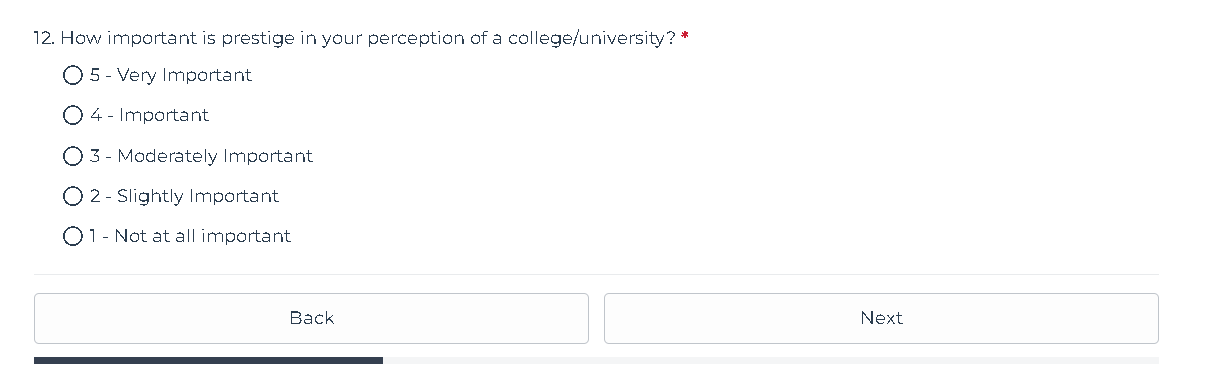 12. How important is prestige in your perception of a college/university? *
5 - Very Important
4 - Important
3 - Moderately Important
2 - Slightly Important
1 - Not at all important
Back
Next